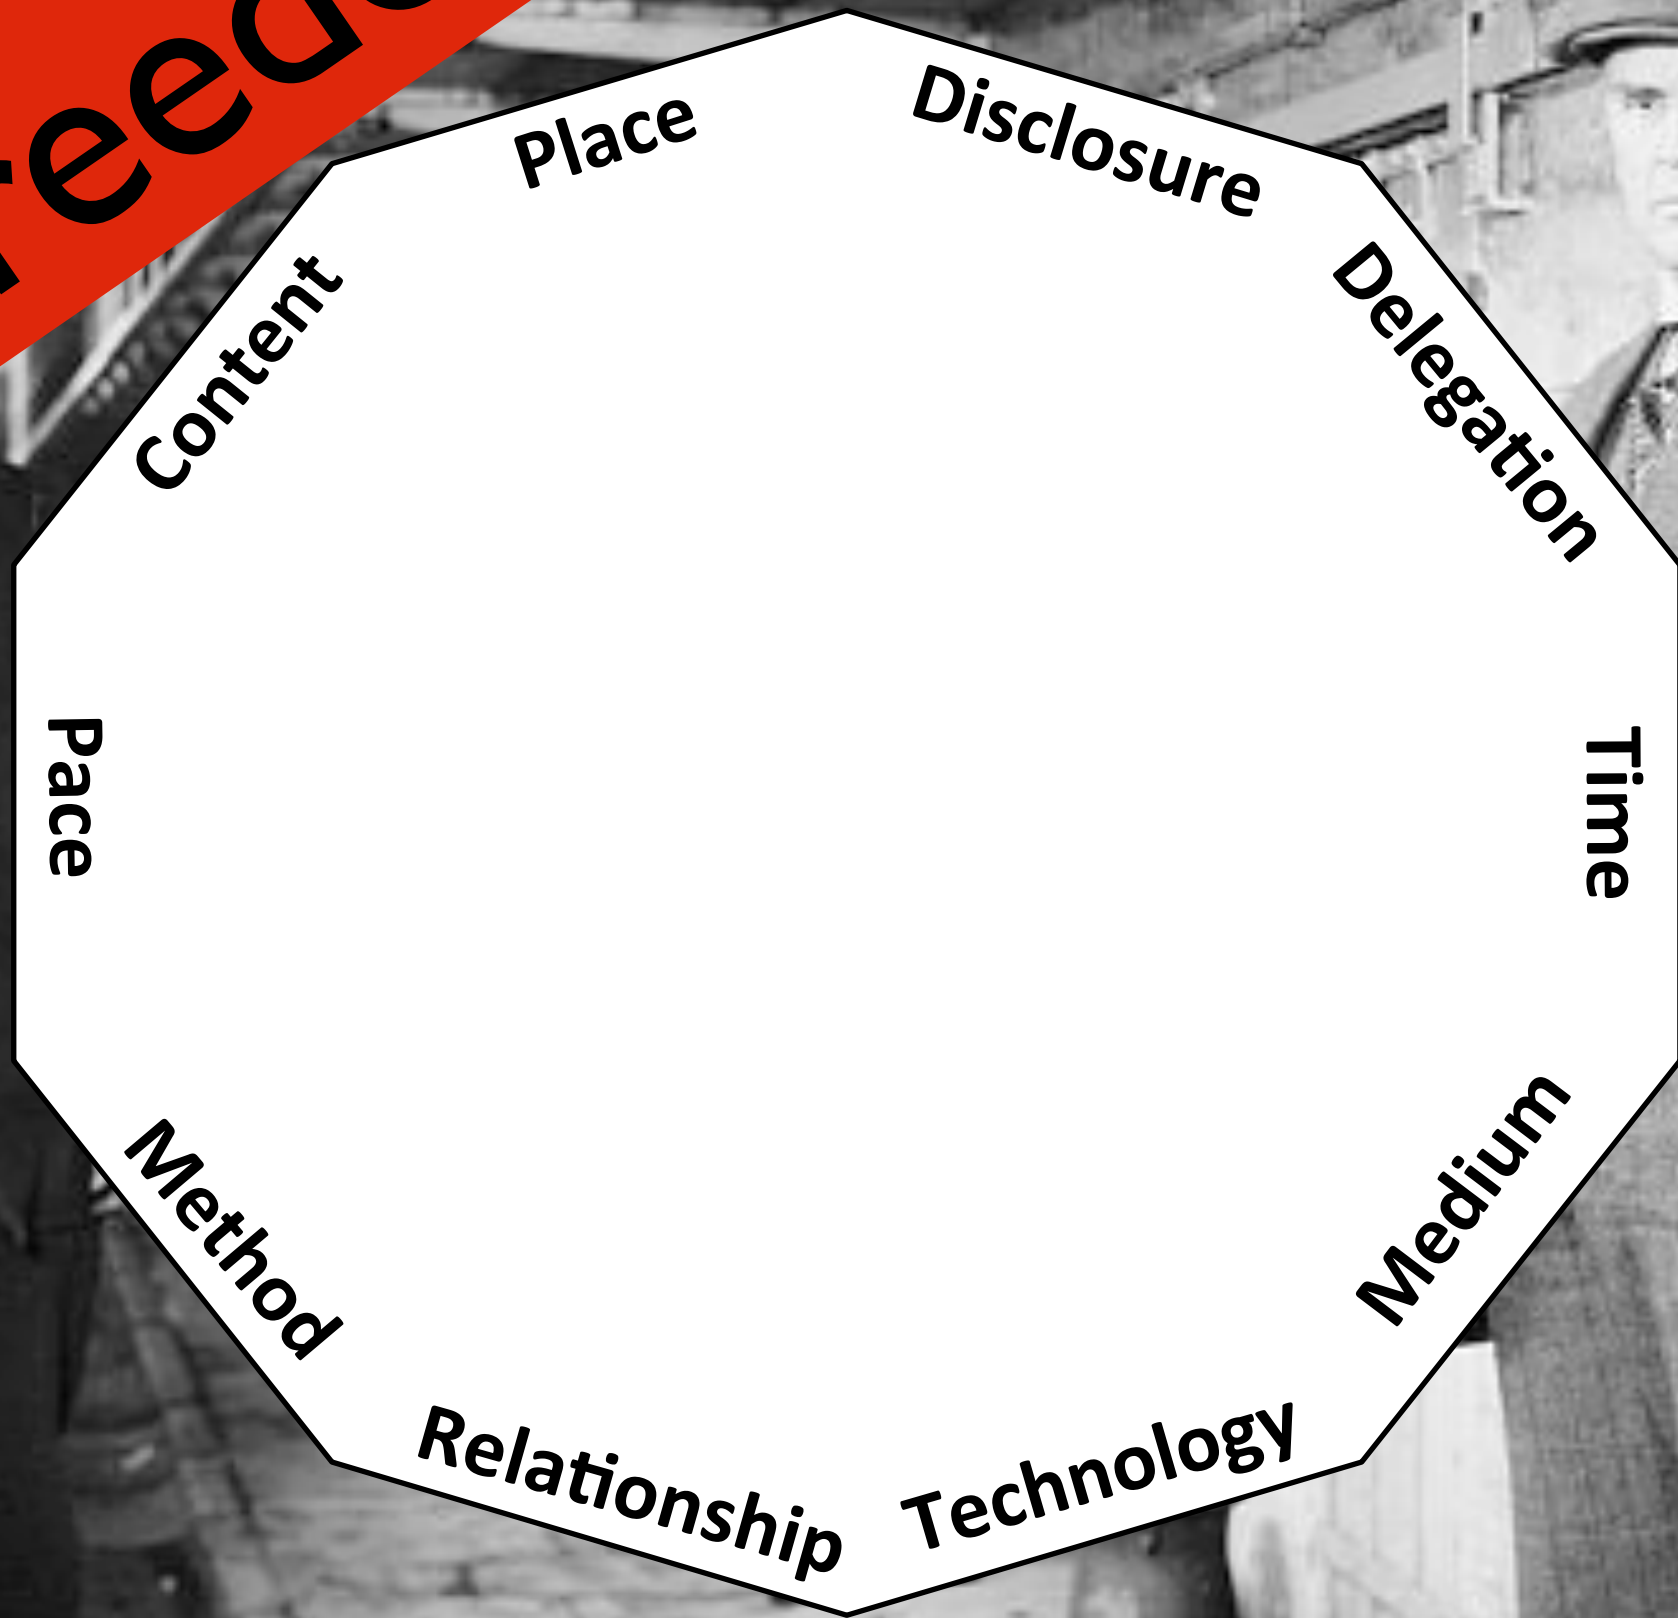 Place
Disclosure
Delegation
Time
Medium
Technology
Relationship
Method
Pace
Content